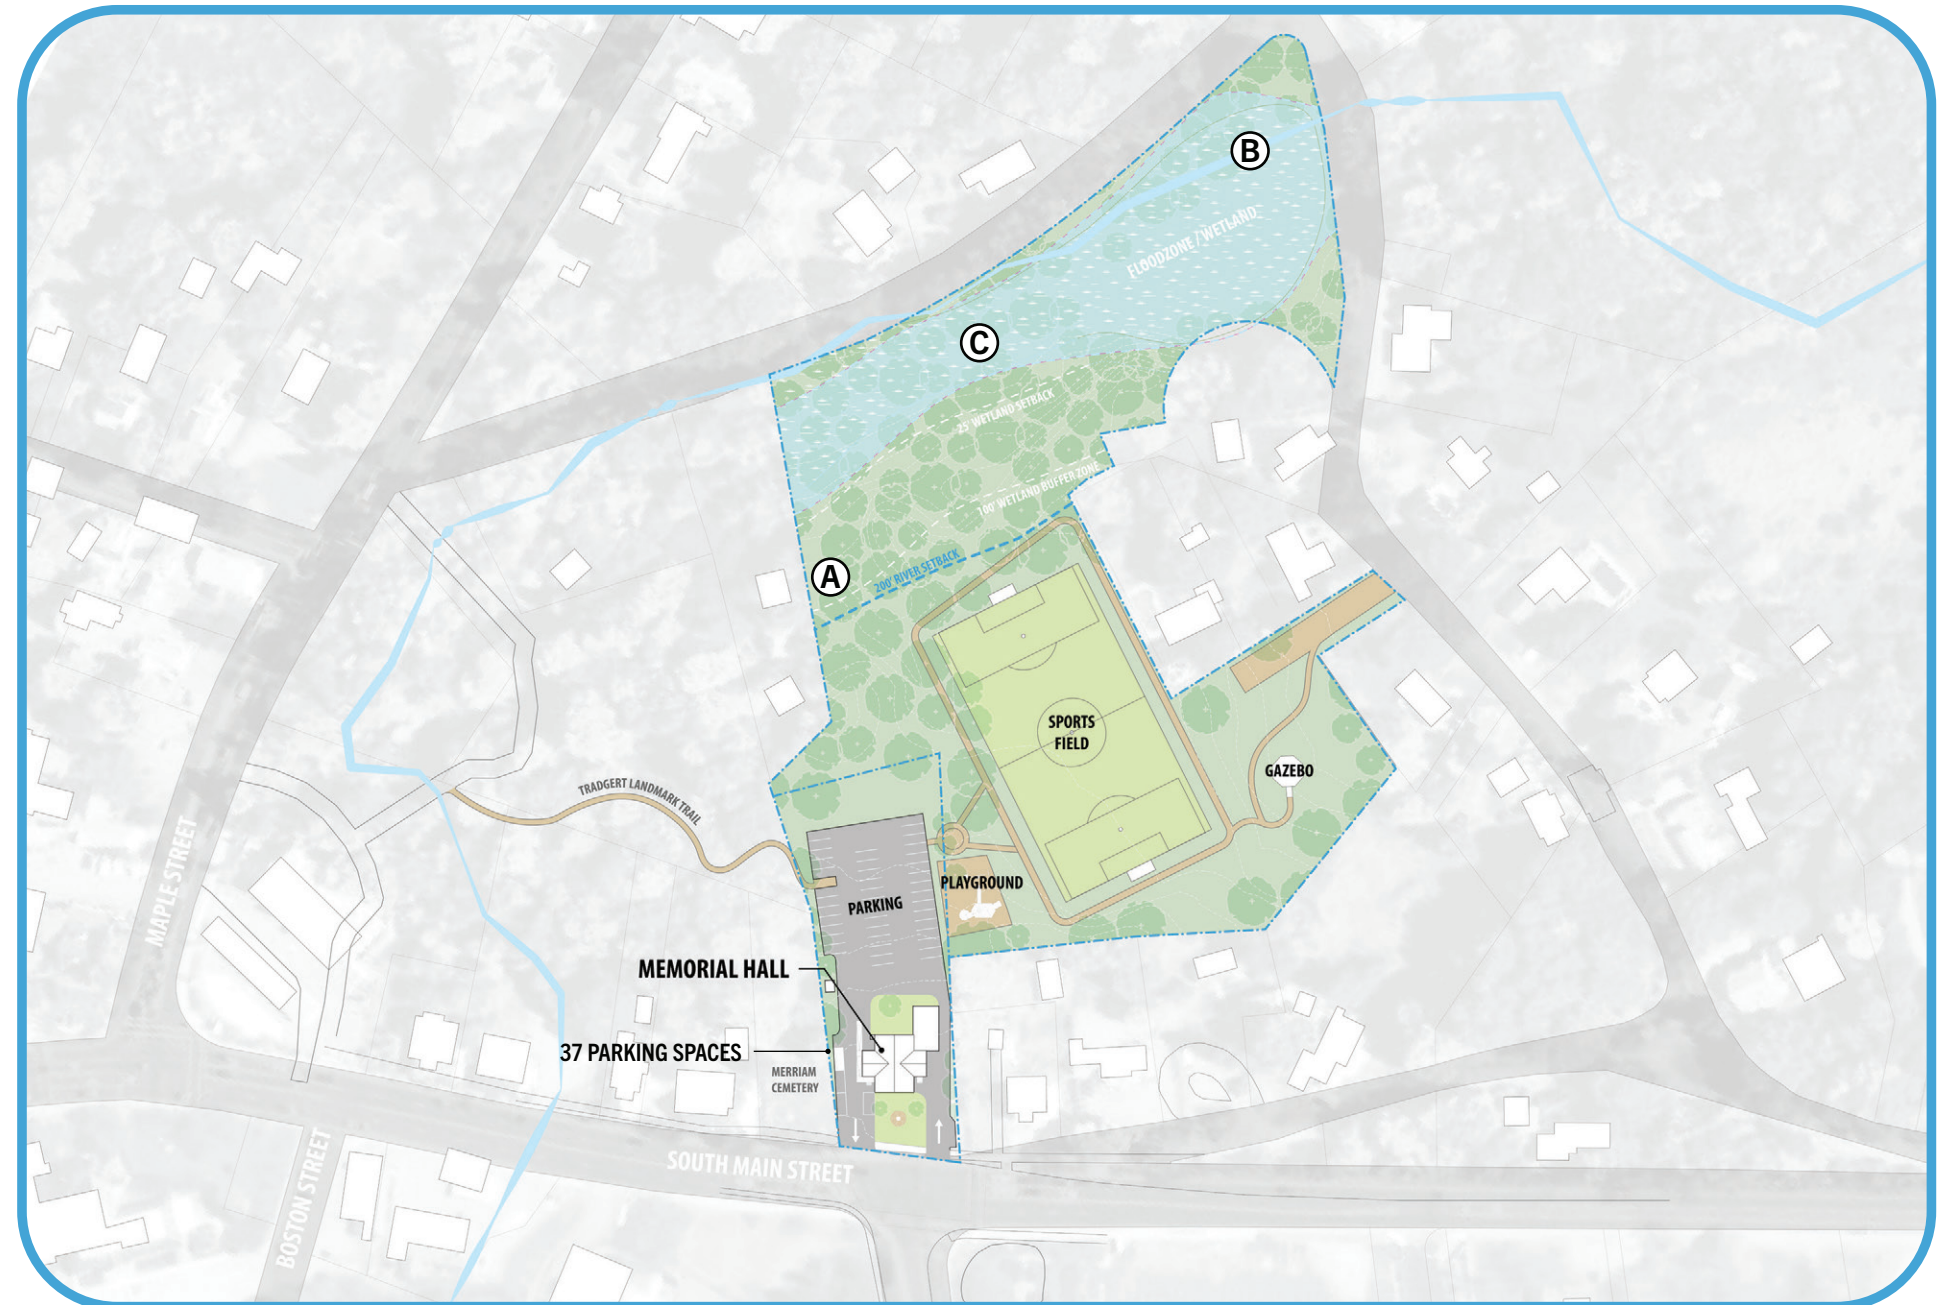 B
FLOODZONE / WETLAND
C
25' WETLAND SETBACK
100' WETLAND BUFFER ZONE
A
200' RIVER SETBACK
SPORTS
FIELD
GAZEBO
TRADGERT LANDMARK TRAIL
PLAYGROUND
PARKING
MAPLE STREET
MEMORIAL HALL
37 PARKING SPACES
MERRIAM
CEMETERY
SOUTH MAIN STREET
BOSTON STREET